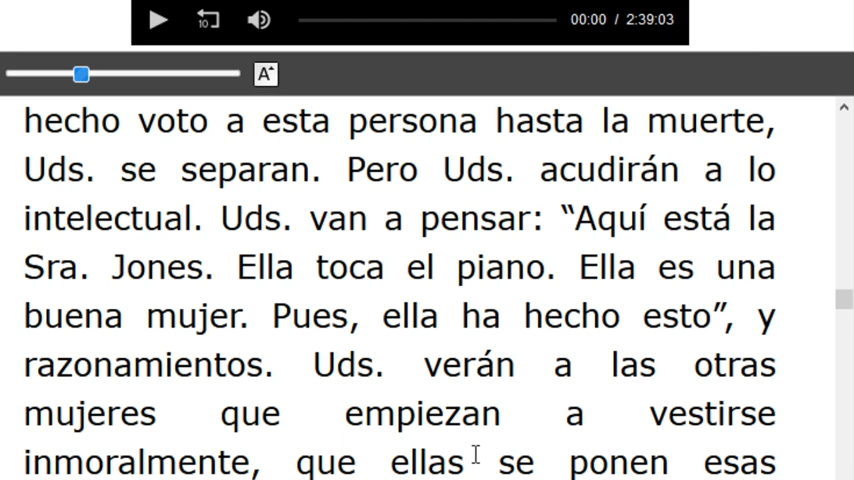 10
00:00 / 2:39:03
A
hecho voto a esta persona hasta la muerte,
Uds. se separan. Pero Uds. acudirán a lo
intelectual. Uds. van a pensar: “Aquí está la
Sra. Jones. Ella toca el piano. Ella es una
buena mujer. Pues, ella ha hecho esto”, y
razonamientos. Uds. verán a las otras
mujeres que empiezan a vestirse
inmoralmente, que ellas se ponen esas